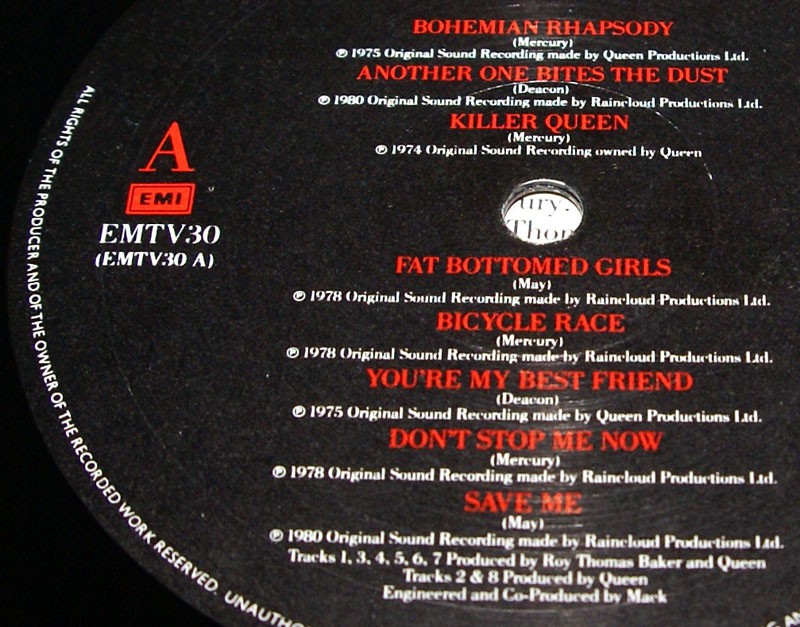 BOHEMIAN RHAPSODY
(Mercury)
℗ 1975 Original Sound Recording made by Queen Productions Ltd.
ANOTHER ONE BITES THE DUST
(Deacon)
℗ 1980 Original Sound Recording made by Raincloud Productions Ltd.
KILLER QUEEN
(Mercury)
℗ 1974 Original Sound Recording owned by Queen
A
EMI
EMTV30
(EMTV30 A)
ury.
Thom
FAT BOTTOMED GIRLS
(May)
℗ 1978 Original Sound Recording made by Raincloud Productions Ltd.
BICYCLE RACE
(Mercury)
℗ 1978 Original Sound Recording made by Raincloud Productions Ltd.
YOU'RE MY BEST FRIEND
(Deacon)
℗ 1975 Original Sound Recording made by Queen Productions Ltd.
DON'T STOP ME NOW
(Mercury)
℗ 1978 Original Sound Recording made by Raincloud Productions Ltd.
SAVE ME
(May)
℗ 1980 Original Sound Recording made by Raincloud Productions Ltd.
Tracks 1, 3, 4, 5, 6, 7 Produced by Roy Thomas Baker and Queen
Tracks 2 & 8 Produced by Queen
Engineered and Co-Produced by Mack
ALL RIGHTS OF THE PRODUCER AND OF THE OWNER OF THE RECORDED WORK RESERVED. UNAUTHO